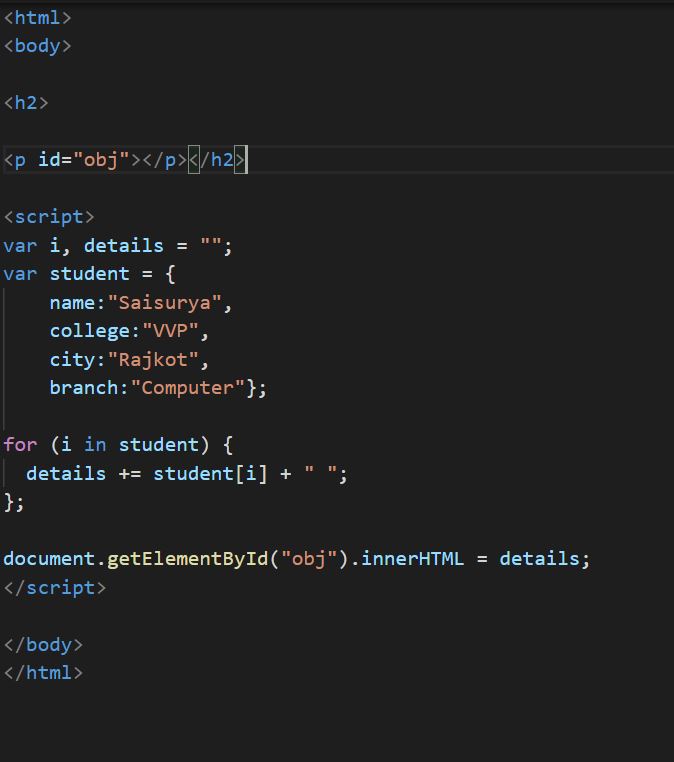 <html>
<body>
<h2>
<p id="obj"></p></h2>
<script>
var i, details = "";
var student = {
    name:"Saisurya",
    college:"VVP",
    city:"Rajkot",
    branch:"Computer"};
for (i in student) {
  details += student[i] + " ";
};
document.getElementById("obj").innerHTML = details;
</script>
</body>
</html>